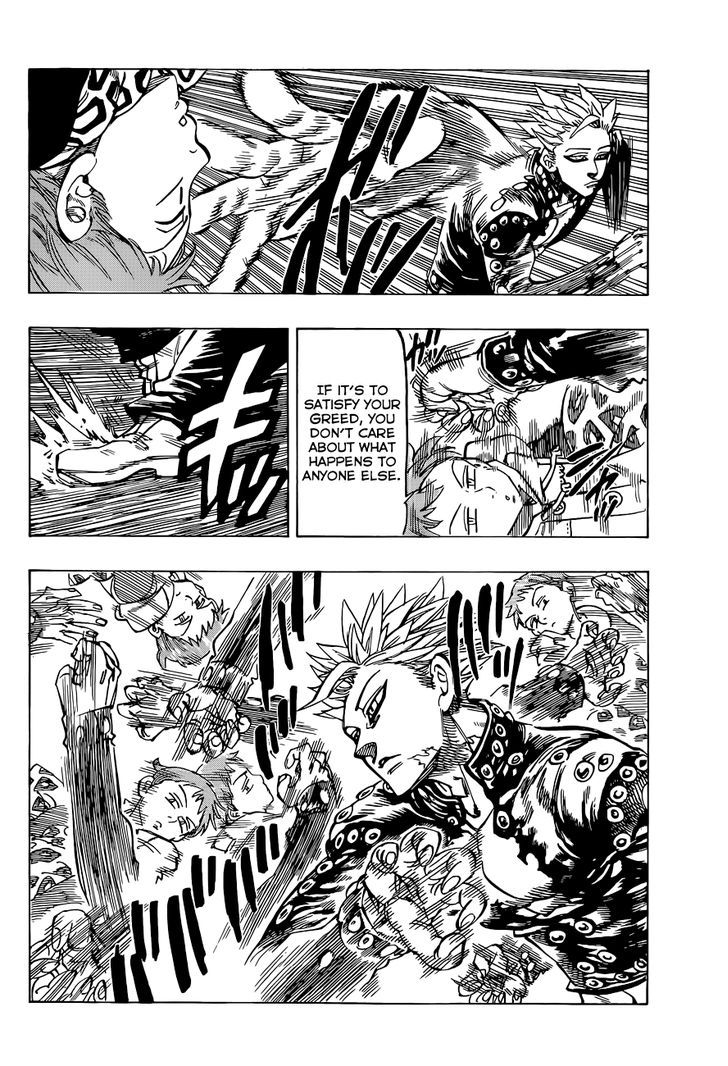 IF IT'S TO
SATISFY YOUR
GREED, YOU
DON'T CARE
ABOUT WHAT
HAPPENS TO
ANYONE ELSE.